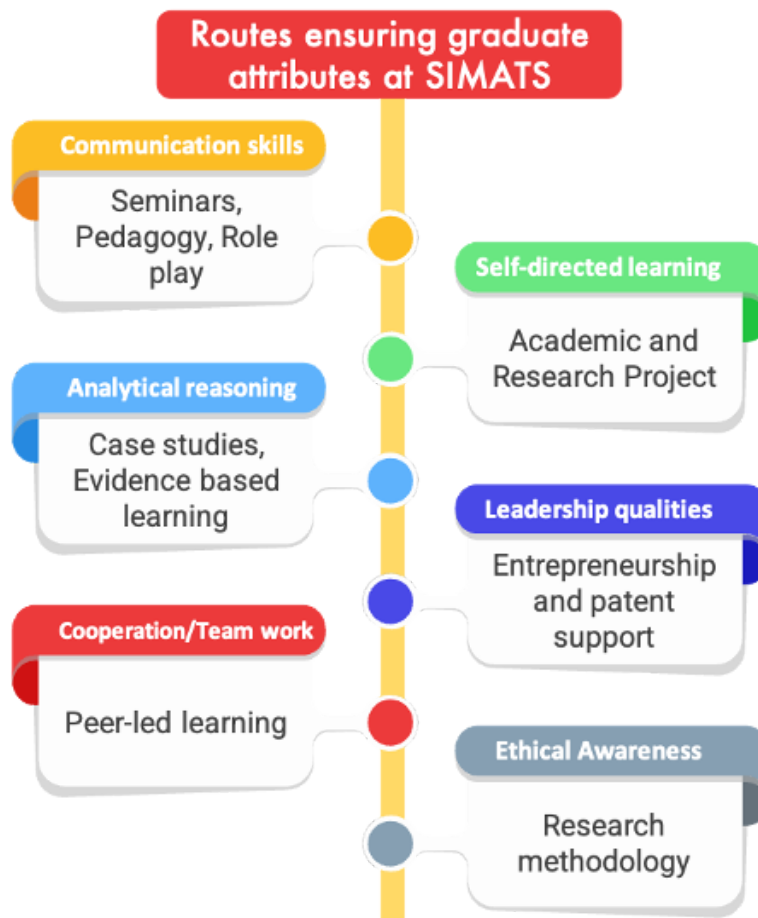 Routes ensuring graduate
attributes at SIMATS
Communication skills
Seminars,
Pedagogy, Role
play
Self-directed learning
Academic and
Research Project
Analytical reasoning
Case studies,
Evidence based
learning
Leadership qualities
Entrepreneurship
and patent
support
Cooperation/Team work
Peer-led learning
Ethical Awareness
Research
methodology